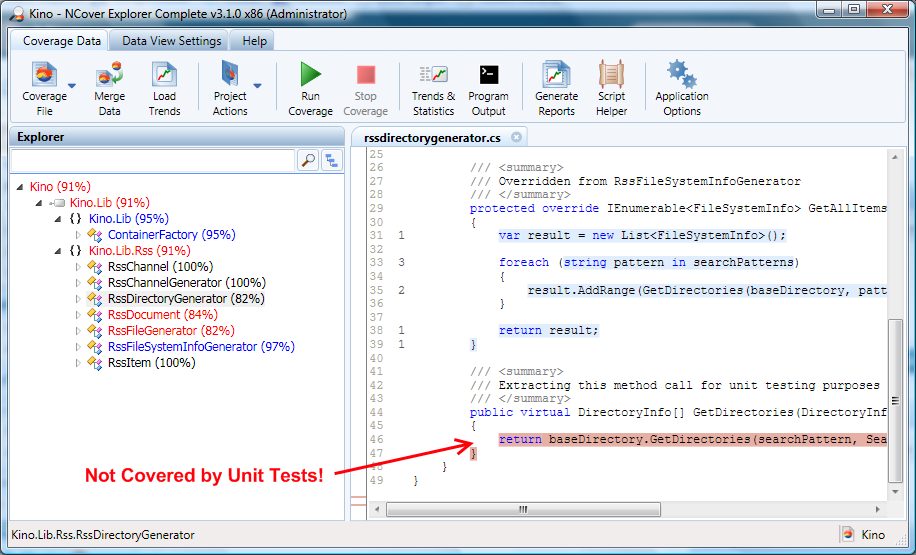 Kino - NCover Explorer Complete v3.1.0 x86 (Administrator)
Coverage Data Data View Settings Help
Coverage File
Merge Data
Load Trends
Project Actions
Run Coverage
Stop Coverage
Trends & Statistics
Program Output
Generate Reports
Script Helper
Application Options
Explorer
Kino (91%)
Kino.Lib (91%)
{} Kino.Lib (95%)
ContainerFactory (95%)
{} Kino.Lib.Rss (91%)
RssChannel (100%)
RssChannelGenerator (100%)
RssDirectoryGenerator (82%)
RssDocument (84%)
RssFileGenerator (82%)
RssFileSystemInfoGenerator (97%)
RssItem (100%)
rssdirectorygenerator.cs
25
26 /// <summary>
27 /// Overridden from RssFileSystemInfoGenerator
28 /// </summary>
29 protected override IEnumerable<FileSystemInfo> GetAllItems
30 {
31 1 var result = new List<FileSystemInfo>();
32
33 3 foreach (string pattern in searchPatterns)
34 {
35 2 result.AddRange(GetDirectories(baseDirectory, patt
36 }
37
38 1 return result;
39 1 }
40
41 /// <summary>
42 /// Extracting this method call for unit testing purposes
43 /// </summary>
44 public virtual DirectoryInfo[] GetDirectories(DirectoryInf
45 {
46 return baseDirectory.GetDirectories(searchPattern, Sea
47 }
48 }
49 }
Not Covered by Unit Tests!
Kino.Lib.Rss.RssDirectoryGenerator
Kino